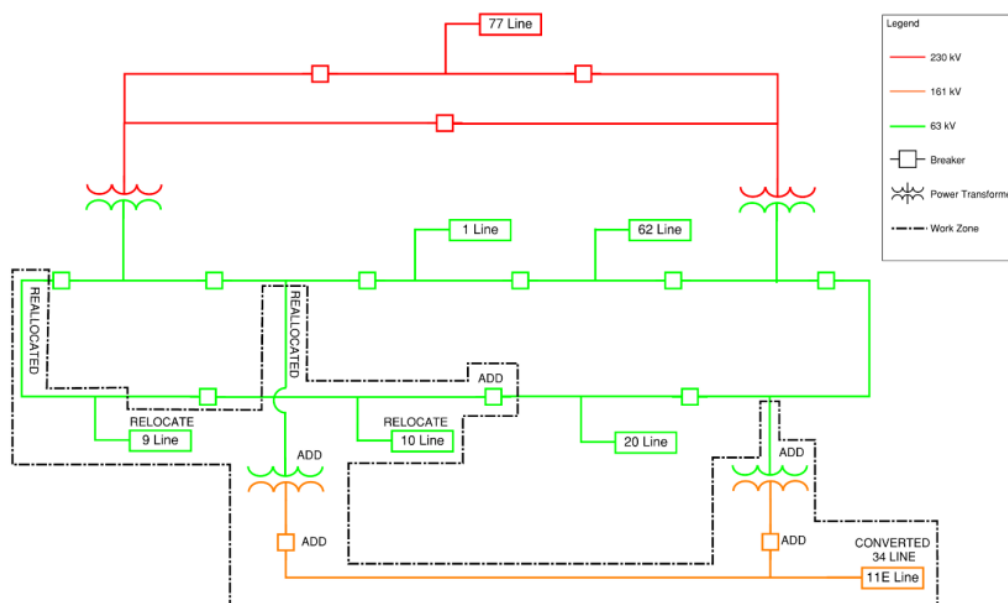 77 Line
Legend
230 kV
161 kV
63 kV
Breaker
Power Transforme
Work Zone
1 Line
62 Line
REALLOCATED
REALLOCATED
ADD
RELOCATE
9 Line
RELOCATE
10 Line
20 Line
ADD
ADD
ADD
ADD
CONVERTED
34 LINE
11E Line